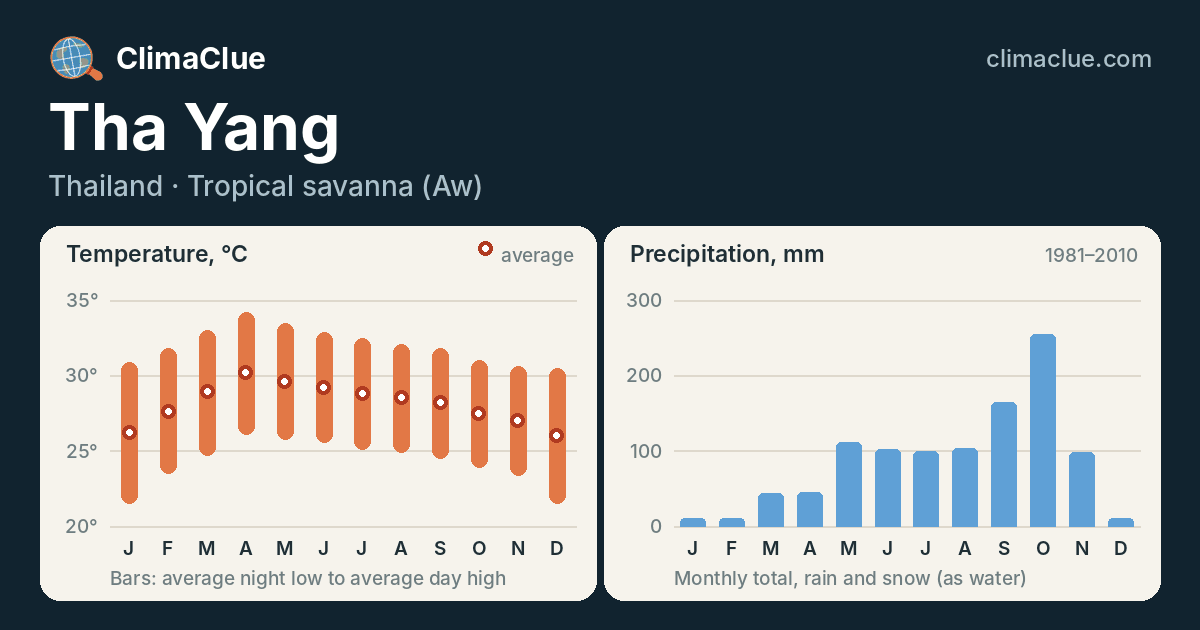 ClimaClue
climaclue.com
Tha Yang
Thailand · Tropical savanna (Aw)
Temperature, °C
average
35°
30°
25°
20°
J F M A M J J A S O N D
Bars: average night low to average day high
Precipitation, mm
1981–2010
300
200
100
0
J F M A M J J A S O N D
Monthly total, rain and snow (as water)